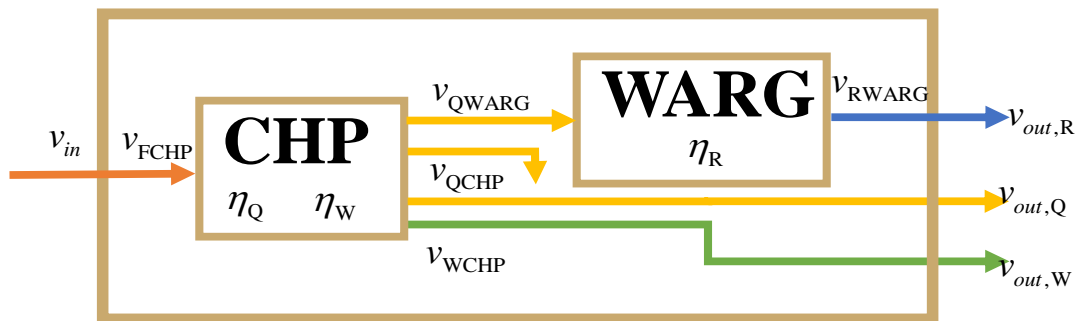 v_in
v_FCHP
CHP
η_Q η_W
v_QWARG
v_QCHP
v_WCHP
WARG
η_R
v_RWARG
v_out,R
v_out,Q
v_out,W